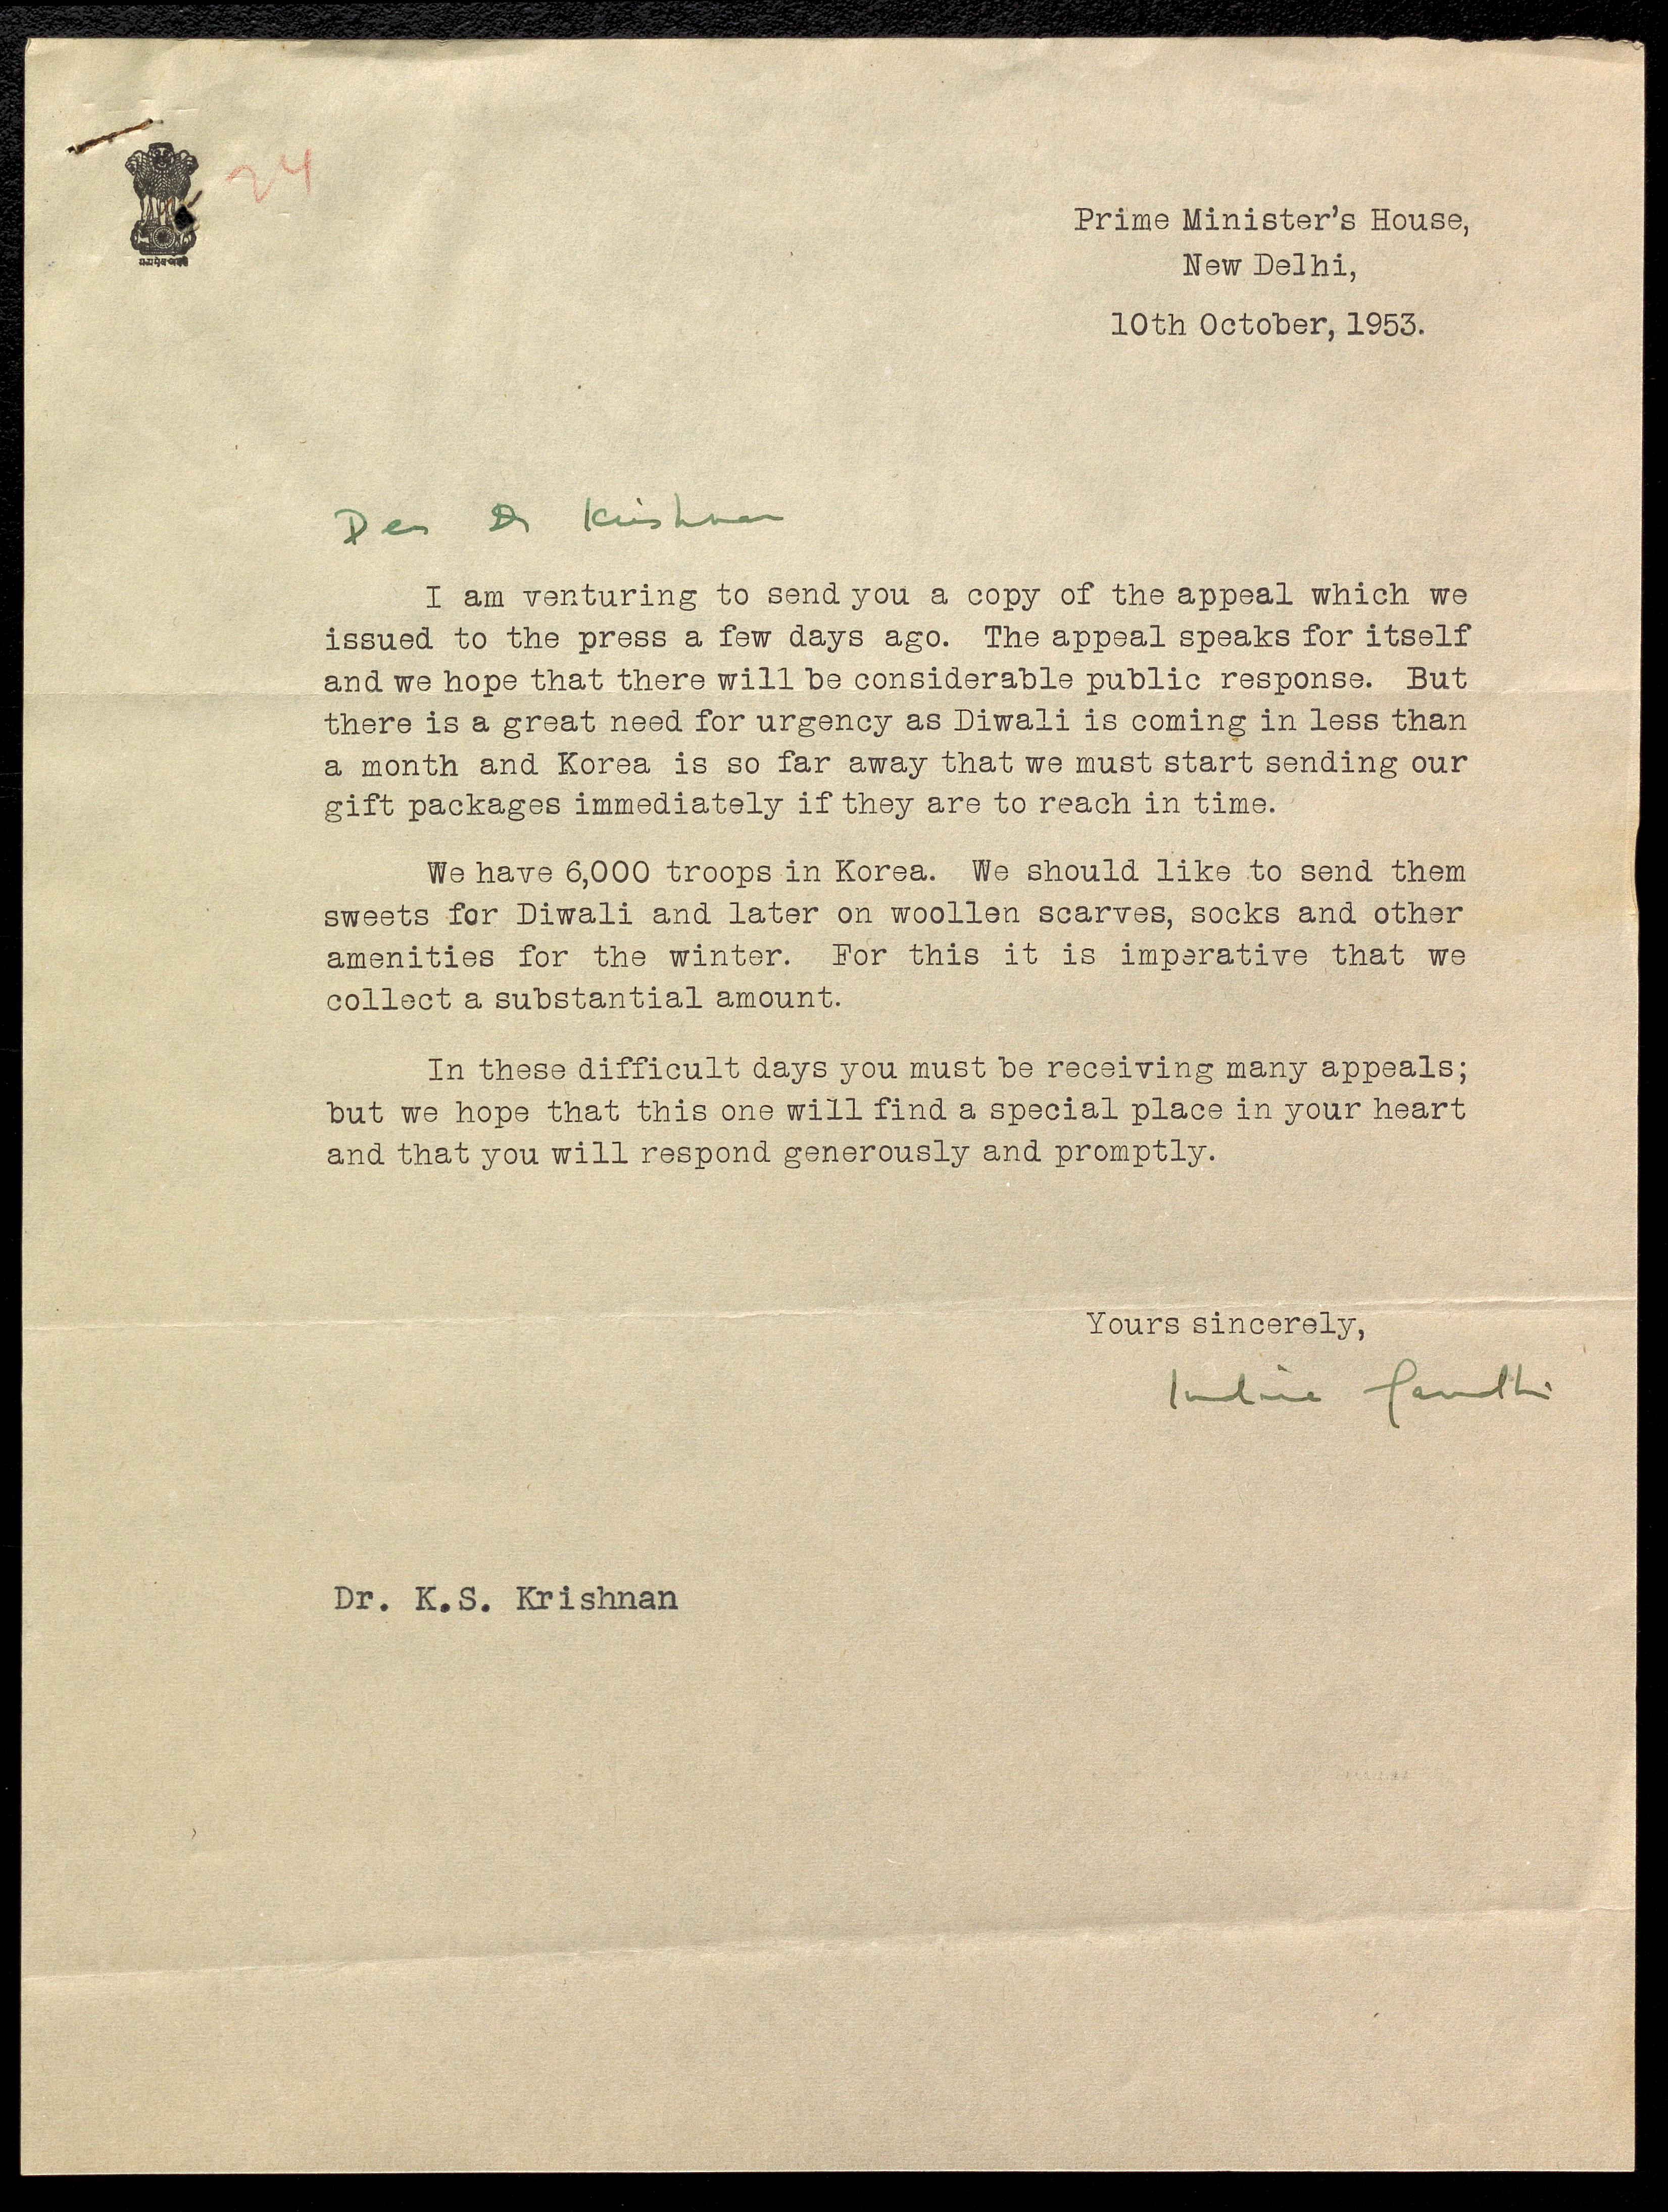 24
Prime Minister's House,
New Delhi,
10th October, 1953.
Dear Dr Krishnan
I am venturing to send you a copy of the appeal which we
issued to the press a few days ago. The appeal speaks for itself
and we hope that there will be considerable public response. But
there is a great need for urgency as Diwali is coming in less than
a month and Korea is so far away that we must start sending our
gift packages immediately if they are to reach in time.
We have 6,000 troops in Korea. We should like to send them
sweets for Diwali and later on woollen scarves, socks and other
amenities for the winter. For this it is imperative that we
collect a substantial amount.
In these difficult days you must be receiving many appeals;
but we hope that this one will find a special place in your heart
and that you will respond generously and promptly.
Yours sincerely,
Indira Gandhi
Dr. K.S. Krishnan